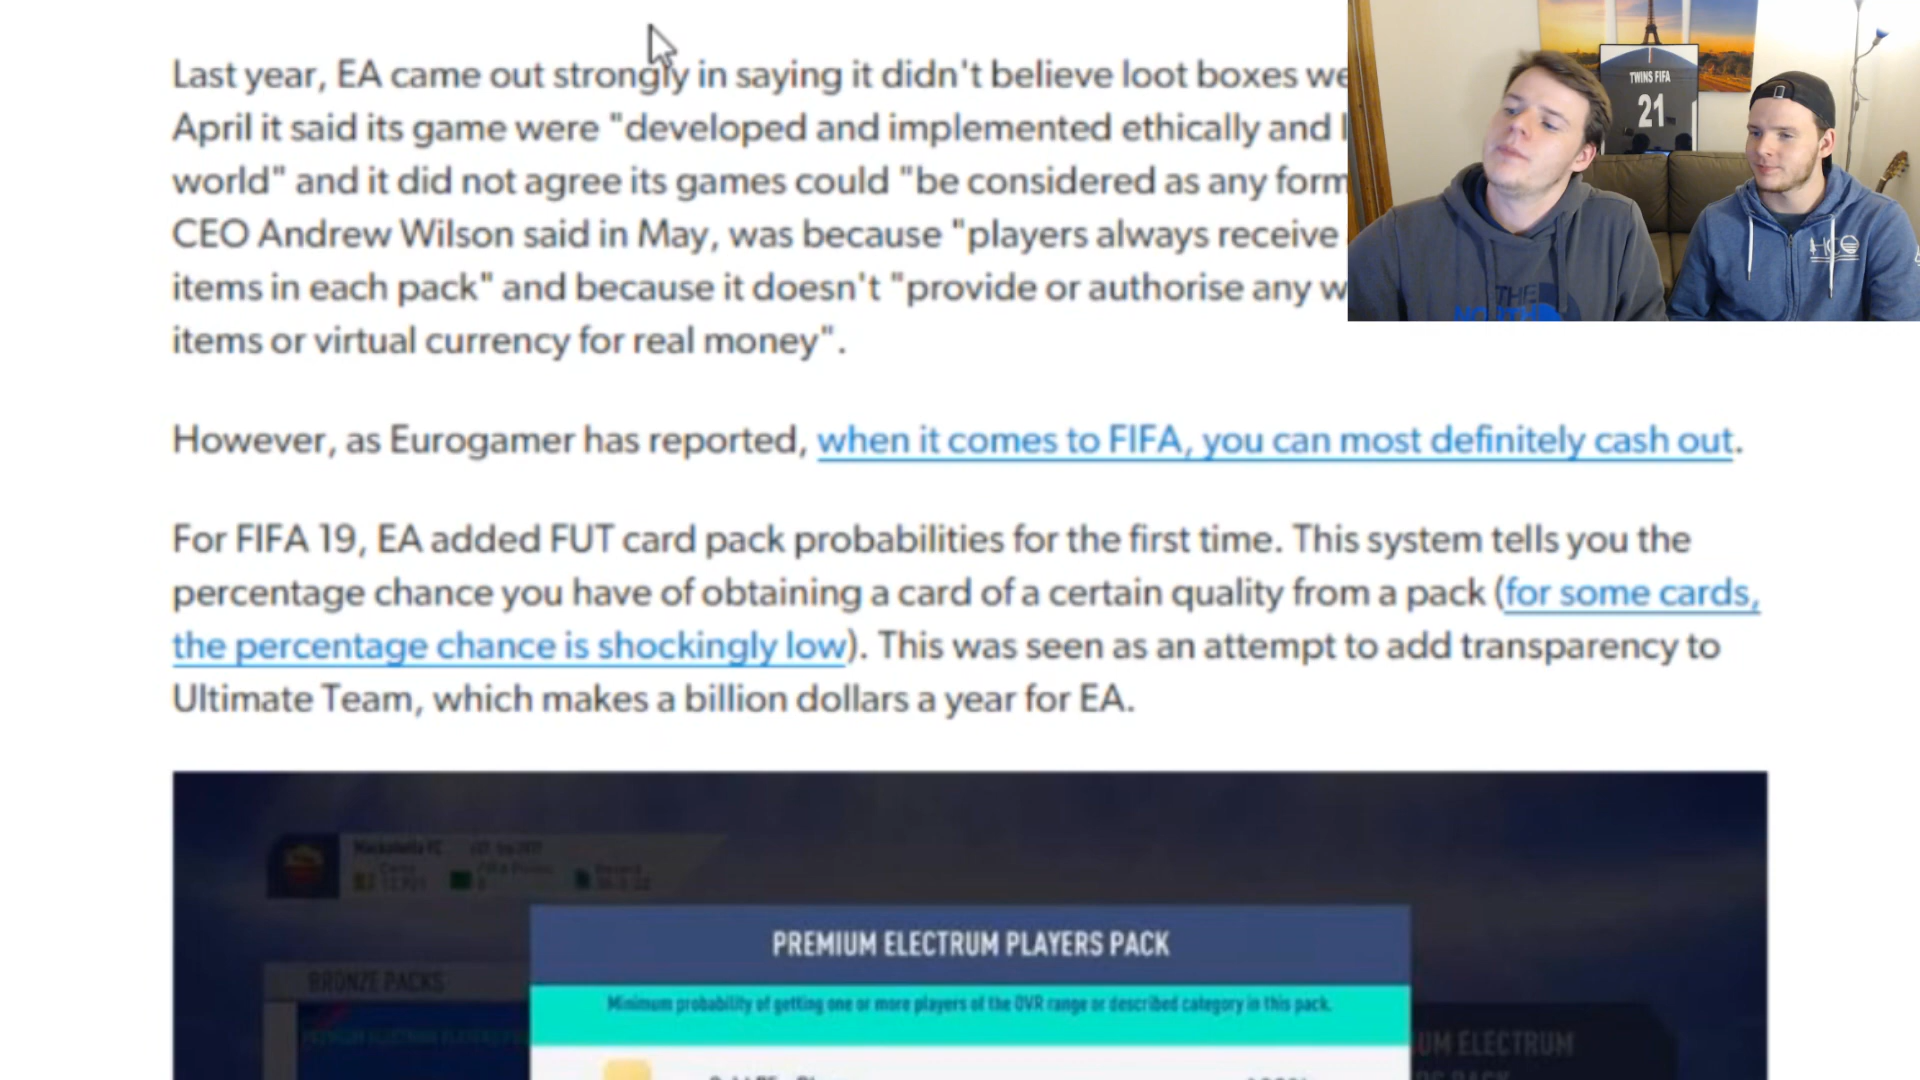 Last year, EA came out strongly in saying it didn't believe loot boxes we
April it said its game were "developed and implemented ethically and l
world" and it did not agree its games could "be considered as any form
CEO Andrew Wilson said in May, was because "players always receive
items in each pack" and because it doesn't "provide or authorise any w
items or virtual currency for real money".
However, as Eurogamer has reported, when it comes to FIFA, you can most definitely cash out.
For FIFA 19, EA added FUT card pack probabilities for the first time. This system tells you the
percentage chance you have of obtaining a card of a certain quality from a pack (for some cards,
the percentage chance is shockingly low). This was seen as an attempt to add transparency to
Ultimate Team, which makes a billion dollars a year for EA.
TWINS FIFA
21
THE
NORTH
HCO
BRONZE PACKS
PREMIUM ELECTRUM PLAYERS PACK
Minimum probability of getting one or more players of the OVR range or described category in this pack.
UM ELECTRUM